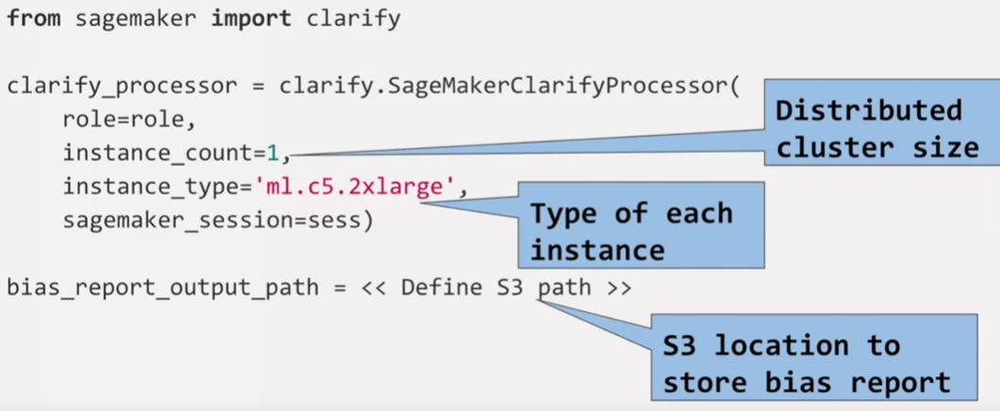 from sagemaker import clarify
clarify_processor = clarify.SageMakerClarifyProcessor(
role=role,
instance_count=1,
instance_type='ml.c5.2xlarge',
sagemaker_session=sess)
Distributed
cluster size
Type of each
instance
bias_report_output_path = << Define S3 path >>
S3 location to
store bias report